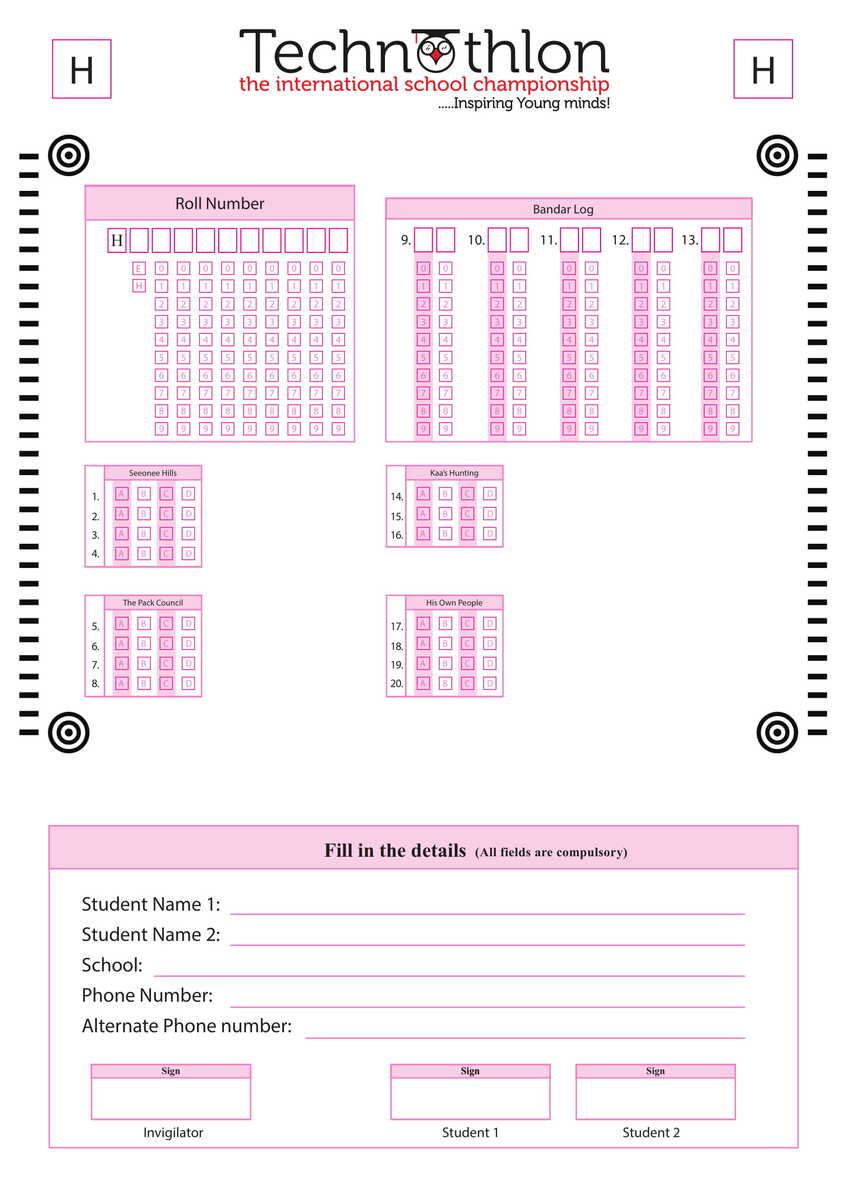 H
Technothlon
H
the international school championship
.....Inspiring Young minds!
Roll Number
H
E 0 0 0 0 0 0 0 0 0
H 1 1 1 1 1 1 1 1 1
2 2 2 2 2 2 2 2 2
3 3 3 3 3 3 3 3 3
4 4 4 4 4 4 4 4 4
5 5 5 5 5 5 5 5 5
6 6 6 6 6 6 6 6 6
7 7 7 7 7 7 7 7 7
8 8 8 8 8 8 8 8 8
9 9 9 9 9 9 9 9 9
Bandar Log
9. 10. 11. 12. 13.
0 0 0 0 0 0 0 0 0 0
1 1 1 1 1 1 1 1 1 1
2 2 2 2 2 2 2 2 2 2
3 3 3 3 3 3 3 3 3 3
4 4 4 4 4 4 4 4 4 4
5 5 5 5 5 5 5 5 5 5
6 6 6 6 6 6 6 6 6 6
7 7 7 7 7 7 7 7 7 7
8 8 8 8 8 8 8 8 8 8
9 9 9 9 9 9 9 9 9 9
Seeonee Hills
1. A B C D
2. A B C D
3. A B C D
4. A B C D
Kaa's Hunting
14. A B C D
15. A B C D
16. A B C D
The Pack Council
5. A B C D
6. A B C D
7. A B C D
8. A B C D
His Own People
17. A B C D
18. A B C D
19. A B C D
20. A B C D
Fill in the details (All fields are compulsory)
Student Name 1:
Student Name 2:
School:
Phone Number:
Alternate Phone number:
Sign Sign Sign
Invigilator Student 1 Student 2